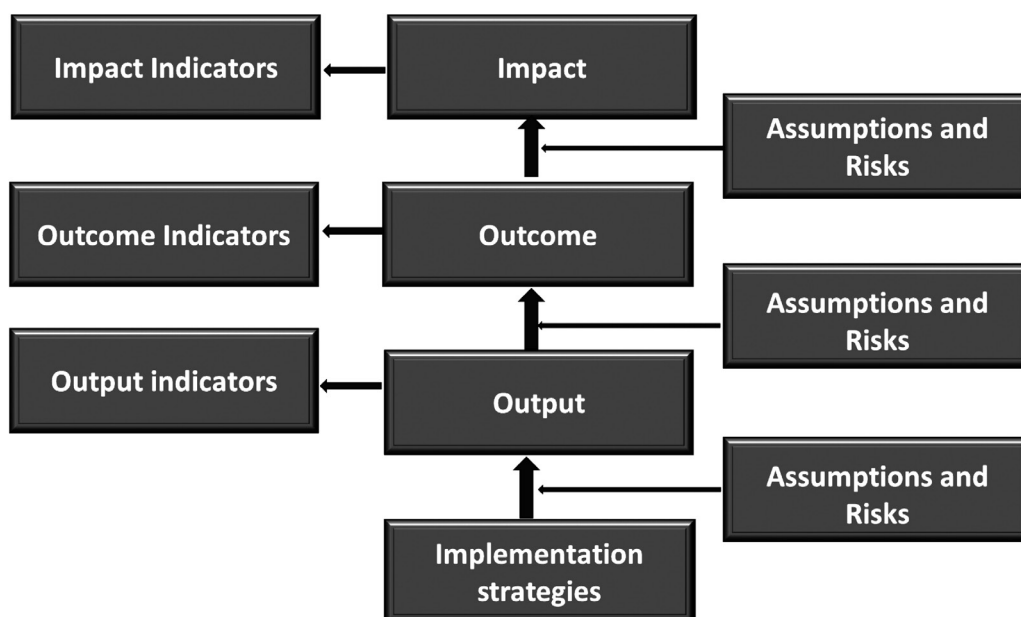 Impact Indicators
Impact
Assumptions and
Risks
Outcome Indicators
Outcome
Assumptions and
Risks
Output indicators
Output
Assumptions and
Risks
Implementation
strategies